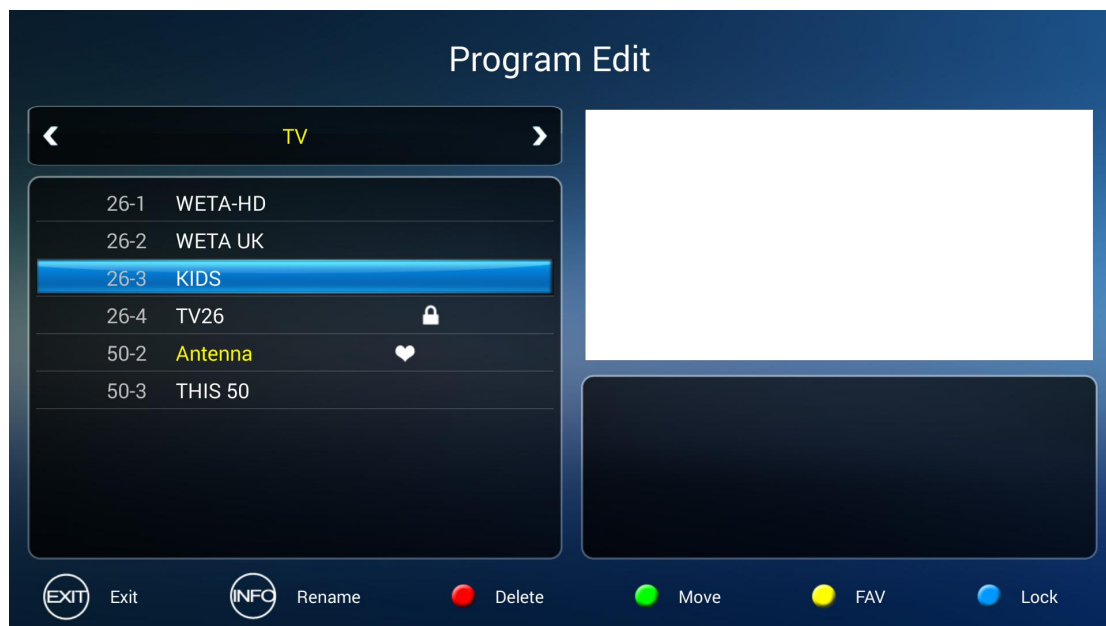 Program Edit
TV
26-1 WETA-HD
26-2 WETA UK
26-3 KIDS
26-4 TV26
50-2 Antenna
50-3 THIS 50
EXIT Exit INFO Rename Delete Move FAV Lock